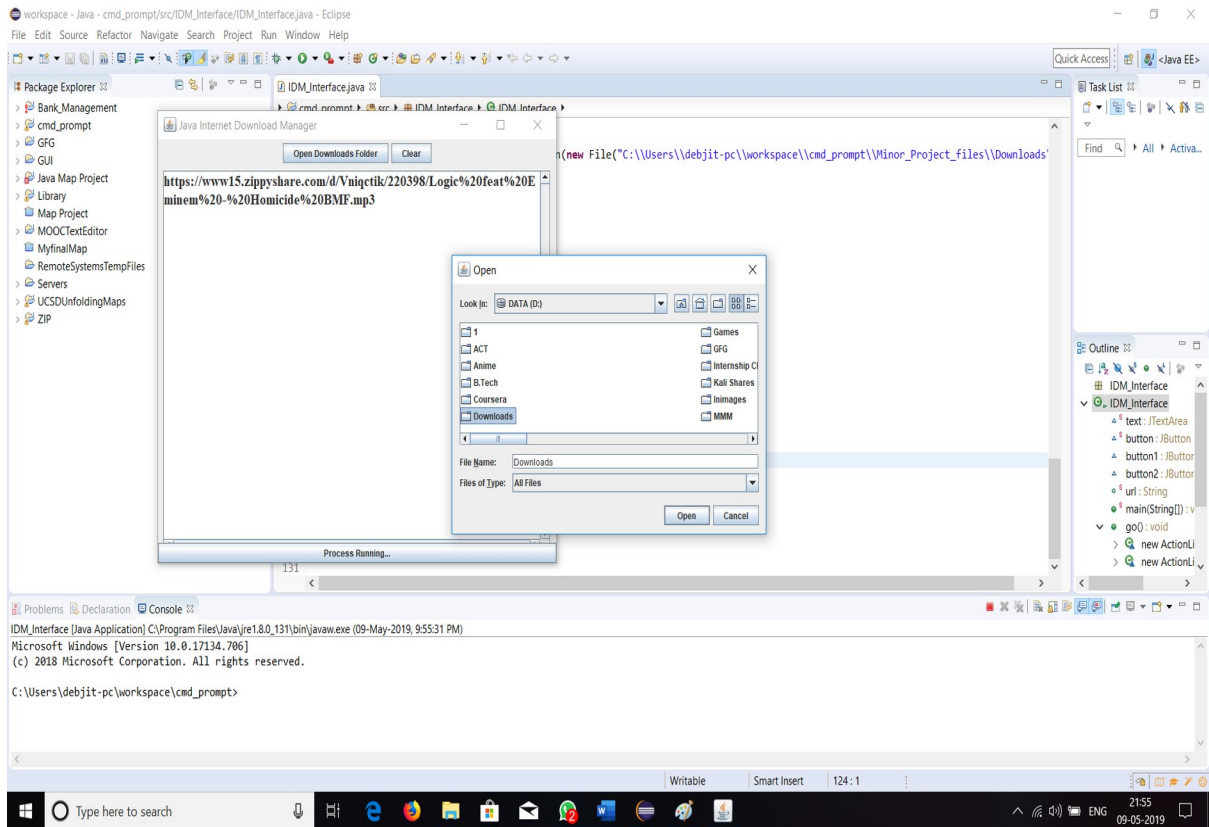 workspace - Java - cmd_prompt/src/IDM_Interface/IDM_Interface.java - Eclipse
File Edit Source Refactor Navigate Search Project Run Window Help
Quick Access
<Java EE>
Package Explorer
Bank_Management
cmd_prompt
GFG
GUI
Java Map Project
Library
Map Project
MOOCTextEditor
MyfinalMap
RemoteSystemsTempFiles
Servers
UCSDUnfoldingMaps
ZIP
IDM_Interface.java
cmd_prompt src IDM_Interface IDM_Interface
n(new File("C:\\Users\\debjit-pc\\workspace\\cmd_prompt\\Minor_Project_files\\Downloads"
131
Java Internet Download Manager
Open Downloads Folder Clear
https://www15.zippyshare.com/d/Vniqctik/220398/Logic%20feat%20E
minem%20-%20Homicide%20BMF.mp3
Process Running...
Open
Look In: DATA (D:)
1
ACT
Anime
B.Tech
Coursera
Downloads
Games
GFG
Internship
Kali Shares
Inimages
MMM
File Name: Downloads
Files of Type: All Files
Open Cancel
Task List
Find All Activa...
Outline
IDM_Interface
IDM_Interface
text : JTextArea
button : JButton
button1 : JButtor
button2 : JButtor
url : String
main(String[]) : v
go() : void
new ActionLi
new ActionLi
Problems Declaration Console
IDM_Interface [Java Application] C:\Program Files\Java\jre1.8.0_131\bin\javaw.exe (09-May-2019, 9:55:31 PM)
Microsoft Windows [Version 10.0.17134.706]
(c) 2018 Microsoft Corporation. All rights reserved.
C:\Users\debjit-pc\workspace\cmd_prompt>
Writable Smart Insert 124 : 1
Type here to search
ENG
21:55
09-05-2019